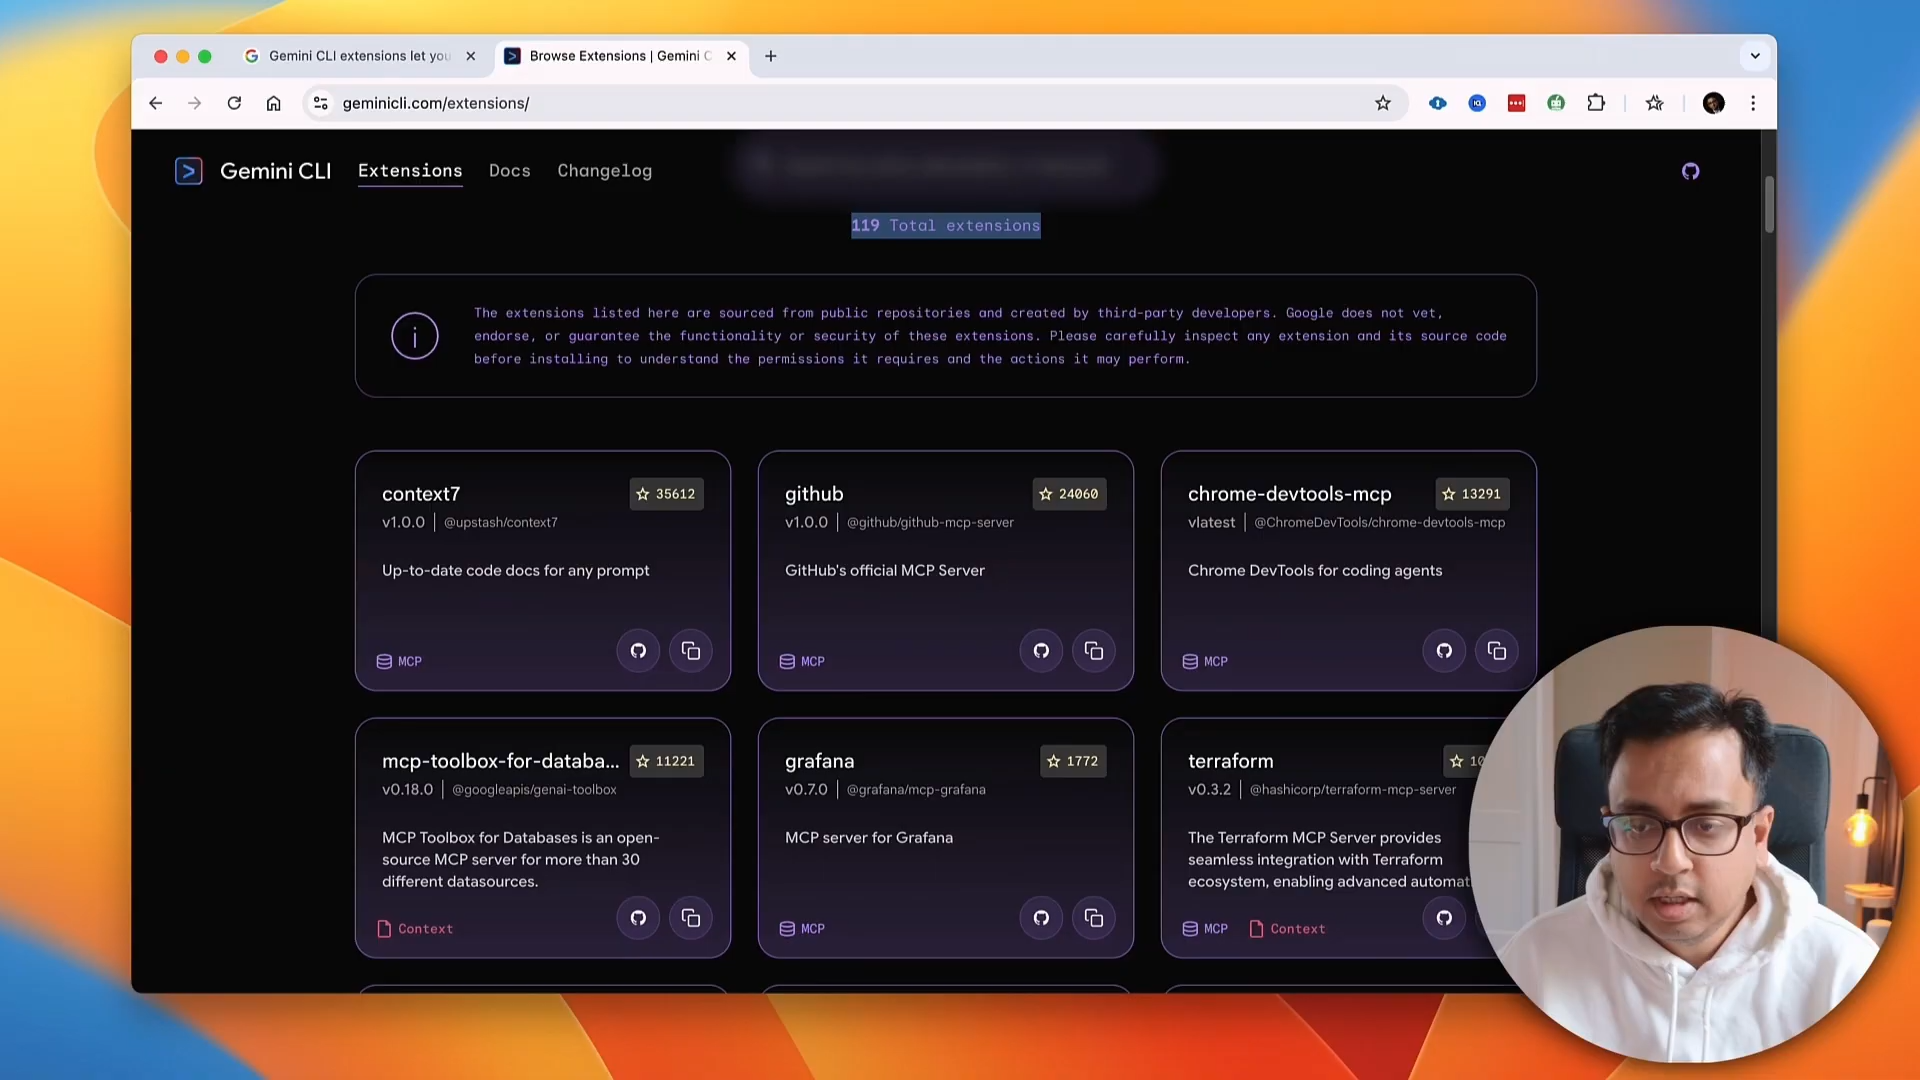 Gemini CLI extensions let you
Browse Extensions | Gemini C
geminicli.com/extensions/
Gemini CLI
Extensions
Docs
Changelog
119 Total extensions
The extensions listed here are sourced from public repositories and created by third-party developers. Google does not vet,
endorse, or guarantee the functionality or security of these extensions. Please carefully inspect any extension and its source code
before installing to understand the permissions it requires and the actions it may perform.
context7
35612
v1.0.0 | @upstash/context7
Up-to-date code docs for any prompt
MCP
github
24060
v1.0.0 | @github/github-mcp-server
GitHub's official MCP Server
MCP
chrome-devtools-mcp
13291
vlatest | @ChromeDevTools/chrome-devtools-mcp
Chrome DevTools for coding agents
MCP
mcp-toolbox-for-databa...
11221
v0.18.0 | @googleapis/genai-toolbox
MCP Toolbox for Databases is an open-
source MCP server for more than 30
different datasources.
Context
grafana
1772
v0.7.0 | @grafana/mcp-grafana
MCP server for Grafana
MCP
terraform
10
v0.3.2 | @hashicorp/terraform-mcp-server
The Terraform MCP Server provides
seamless integration with Terraform
ecosystem, enabling advanced automat
MCP
Context